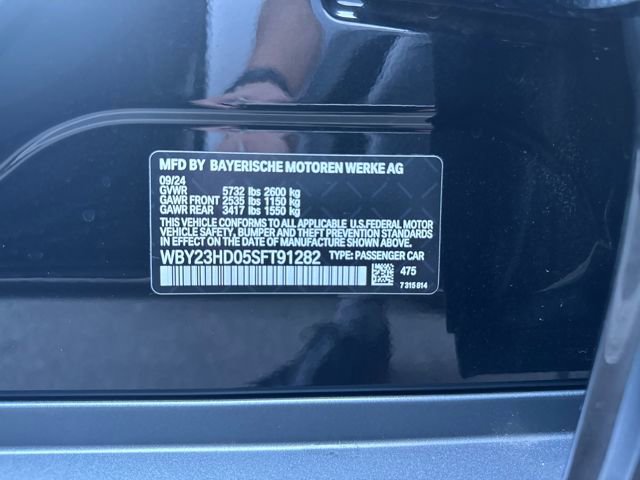 MFD BY BAYERISCHE MOTOREN WERKE AG
09/24
GVWR 5732 lbs 2600 kg
GAWR FRONT 2535 lbs 1150 kg
GAWR REAR 3417 lbs 1550 kg
THIS VEHICLE CONFORMS TO ALL APPLICABLE U.S.FEDERAL MOTOR
VEHICLE SAFETY, BUMPER AND THEFT PREVENTION STANDARDS
IN EFFECT ON THE DATE OF MANUFACTURE SHOWN ABOVE.
WBY23HD05SFT91282 TYPE: PASSENGER CAR
475
7 315 814